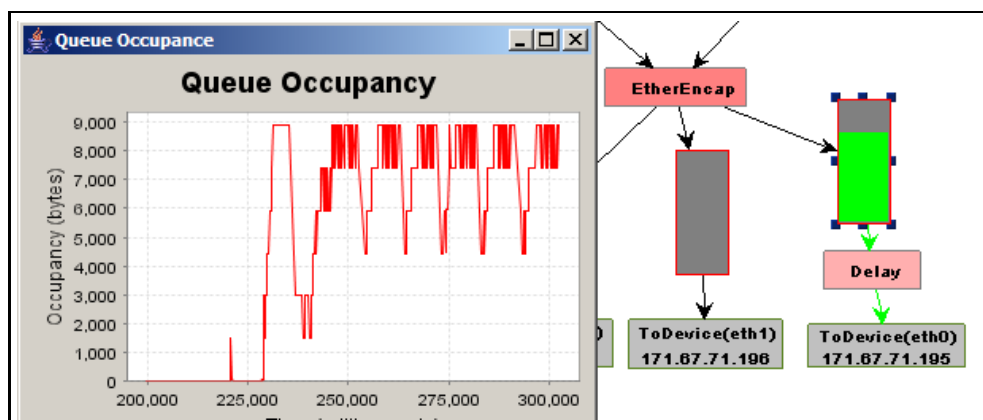 Queue Occupance
Queue Occupancy
Occupancy (bytes)
9,000
8,000
7,000
6,000
5,000
4,000
3,000
2,000
1,000
0
200,000
225,000
250,000
275,000
300,000
EtherEncap
Delay
ToDevice(eth1)
171.67.71.196
ToDevice(eth0)
171.67.71.195